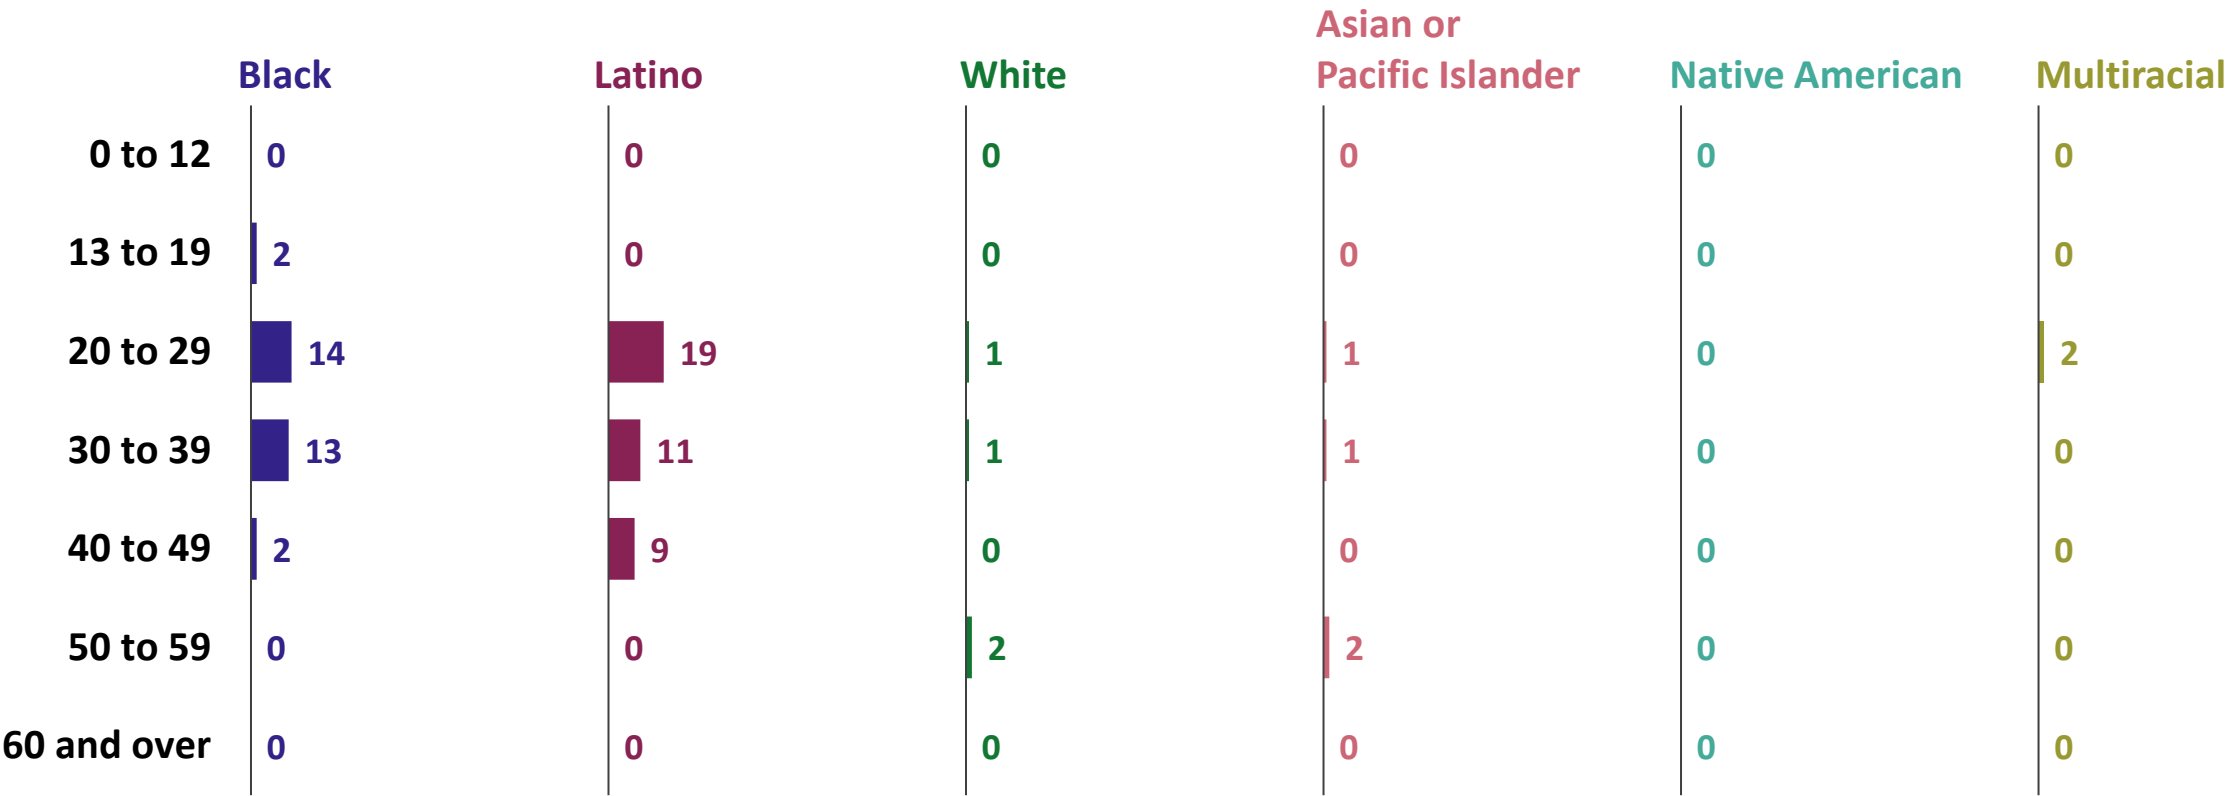 Asian or
Black Latino White Pacific Islander Native American Multiracial
0 to 12 0 0 0 0 0 0
13 to 19 2 0 0 0 0 0
20 to 29 14 19 1 1 0 2
30 to 39 13 11 1 1 0 0
40 to 49 2 9 0 0 0 0
50 to 59 0 0 2 2 0 0
60 and over 0 0 0 0 0 0